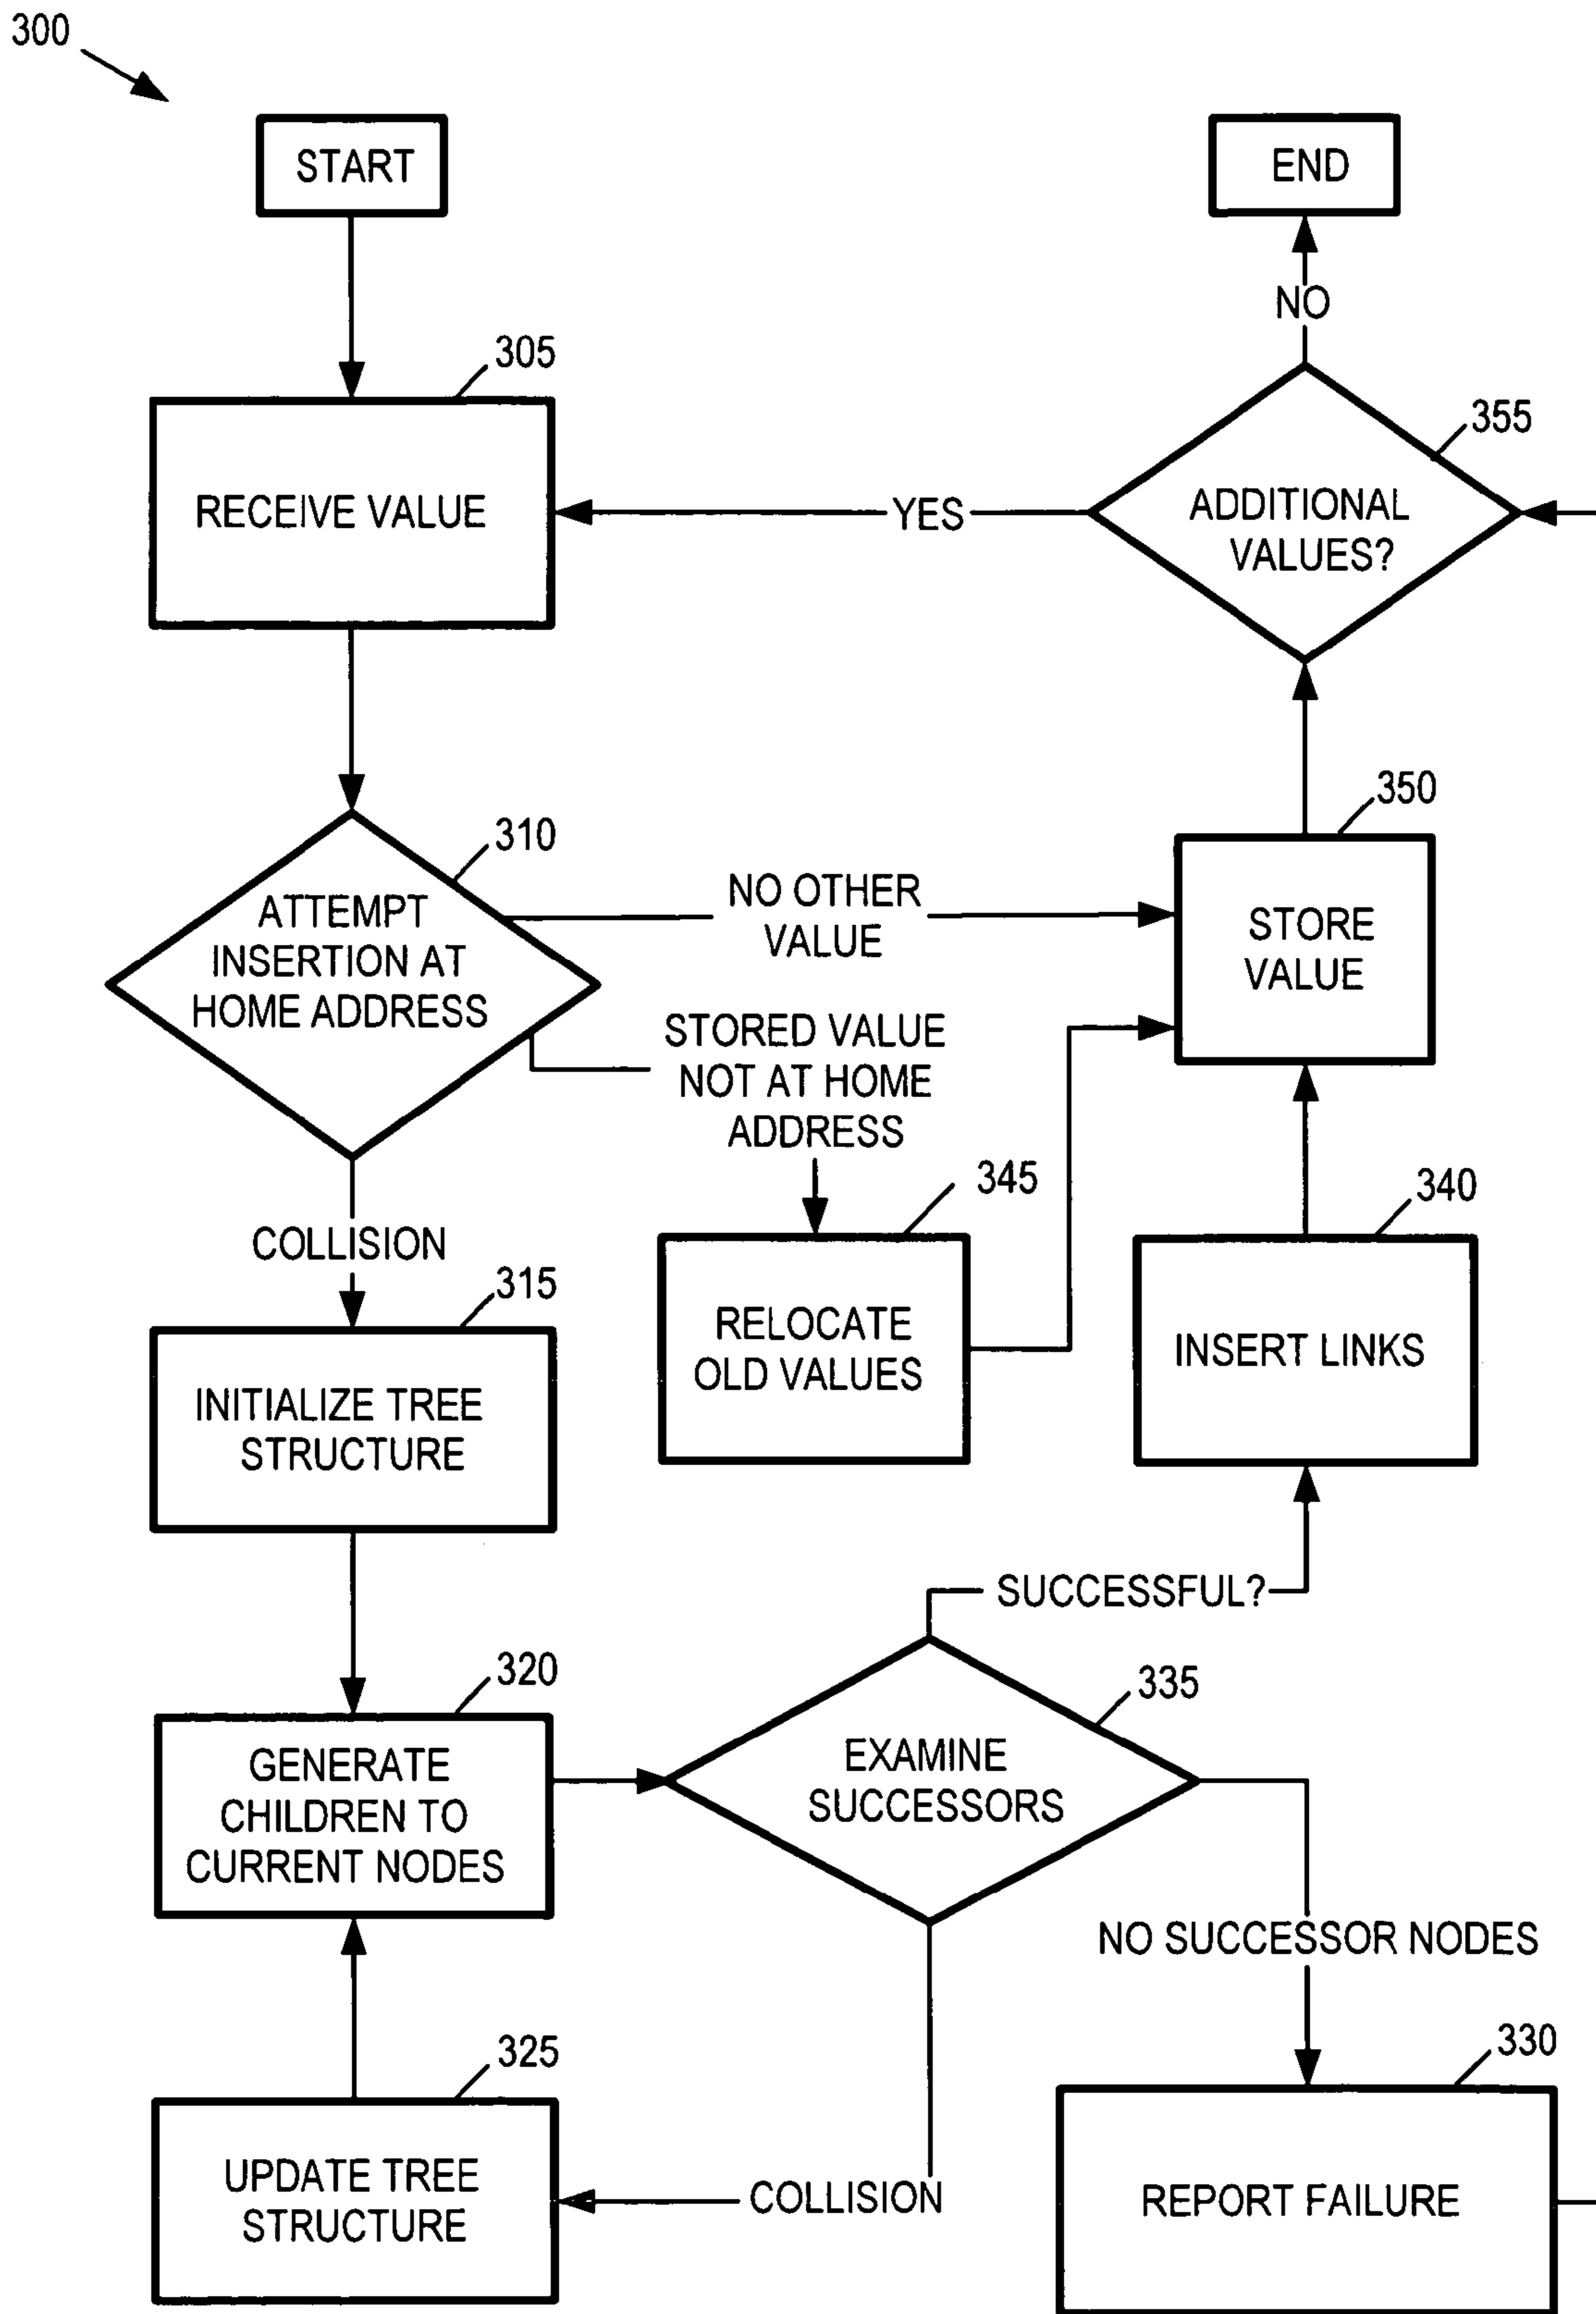 300
START
END
NO
305
355
RECEIVE VALUE
YES
ADDITIONAL
VALUES?
350
310
ATTEMPT
INSERTION AT
HOME ADDRESS
NO OTHER
VALUE
STORE
VALUE
STORED VALUE
NOT AT HOME
ADDRESS
345
340
COLLISION
315
RELOCATE
OLD VALUES
INSERT LINKS
INITIALIZE TREE
STRUCTURE
SUCCESSFUL?
320
335
GENERATE
CHILDREN TO
CURRENT NODES
EXAMINE
SUCCESSORS
NO SUCCESSOR NODES
325
330
UPDATE TREE
STRUCTURE
COLLISION
REPORT FAILURE